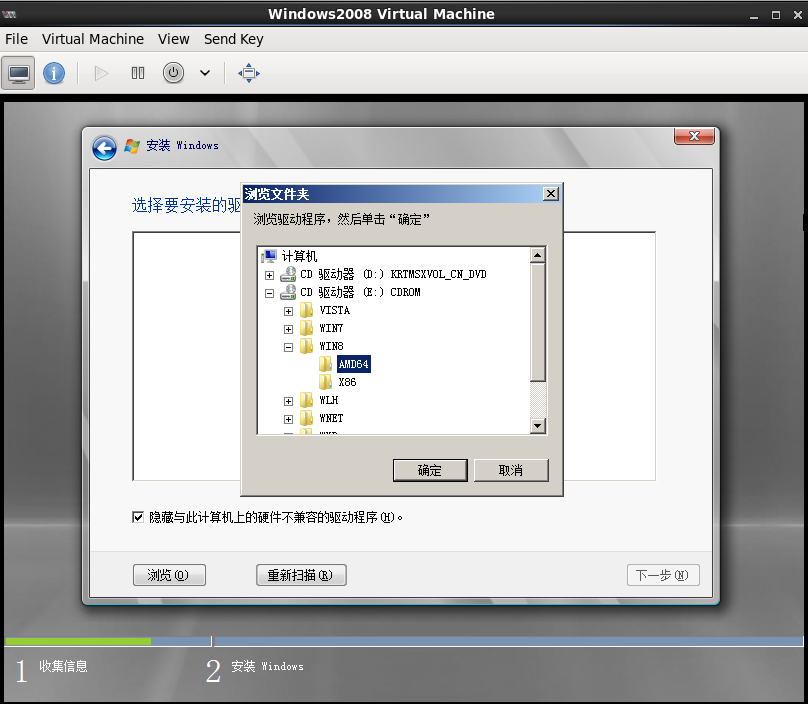 Windows2008 Virtual Machine
File Virtual Machine View Send Key
安装 Windows
选择要安装的驱
浏览文件夹
浏览驱动程序，然后单击“确定”
计算机
CD 驱动器 (D:) KRTMSXVOL_CN_DVD
CD 驱动器 (E:) CDROM
VISTA
WIN7
WIN8
AMD64
X86
WLH
WNET
确定 取消
隐藏与此计算机上的硬件不兼容的驱动程序(H)。
浏览(O) 重新扫描(R) 下一步(N)
1 收集信息 2 安装 Windows